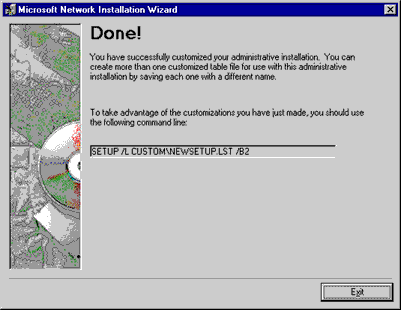 Microsoft Network Installation Wizard
Done!
You have successfully customized your administrative installation. You can
create more than one customized table file for use with this administrative
installation by saving each one with a different name.
To take advantage of the customizations you have just made, you should use
the following command line:
SETUP /L CUSTOM\NEWSETUP.LST /B2
Exit